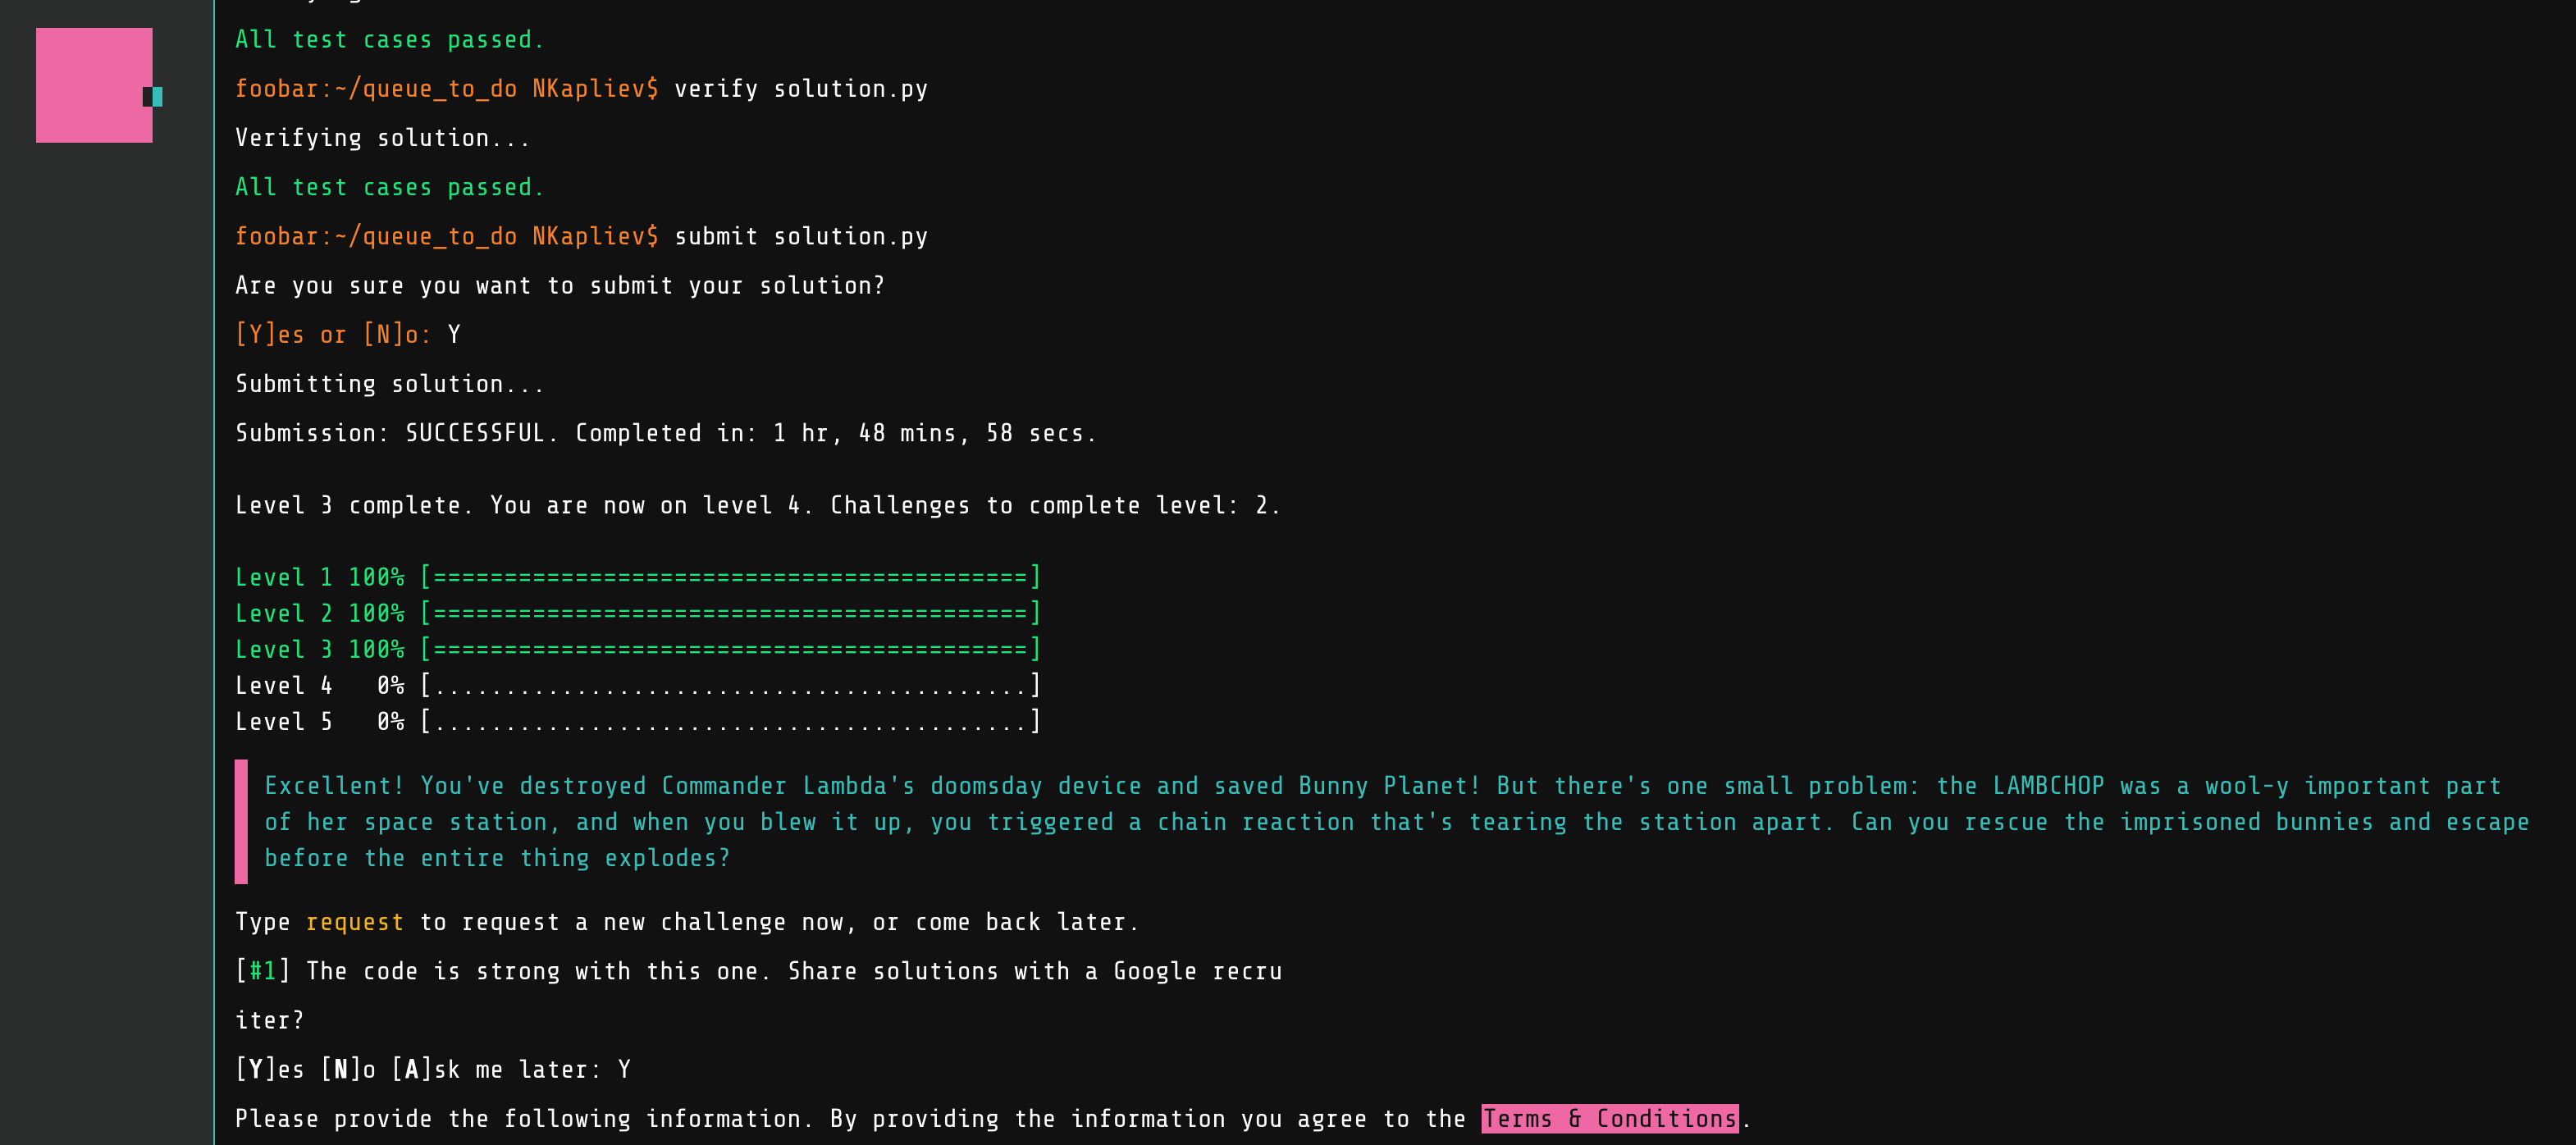 All test cases passed.
foobar:~/queue_to_do NKapliev$ verify solution.py
Verifying solution...
All test cases passed.
foobar:~/queue_to_do NKapliev$ submit solution.py
Are you sure you want to submit your solution?
[Y]es or [N]o: Y
Submitting solution...
Submission: SUCCESSFUL. Completed in: 1 hr, 48 mins, 58 secs.
Level 3 complete. You are now on level 4. Challenges to complete level: 2.
Level 1 100% [==========================================]
Level 2 100% [==========================================]
Level 3 100% [==========================================]
Level 4   0% [..........................................]
Level 5   0% [..........................................]
Excellent! You've destroyed Commander Lambda's doomsday device and saved Bunny Planet! But there's one small problem: the LAMBCHOP was a wool-y important part
of her space station, and when you blew it up, you triggered a chain reaction that's tearing the station apart. Can you rescue the imprisoned bunnies and escape
before the entire thing explodes?
Type request to request a new challenge now, or come back later.
[#1] The code is strong with this one. Share solutions with a Google recru
iter?
[Y]es [N]o [A]sk me later: Y
Please provide the following information. By providing the information you agree to the Terms & Conditions.